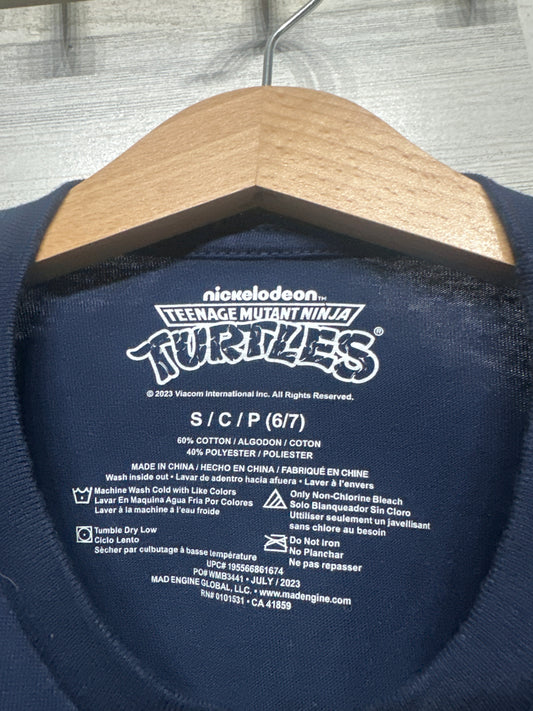 nickelodeon™
TEENAGE MUTANT NINJA
TURTLES®
© 2023 Viacom International Inc. All Rights Reserved.
S / C / P (6/7)
60% COTTON / ALGODON / COTON
40% POLYESTER / POLIESTER
MADE IN CHINA / HECHO EN CHINA / FABRIQUÉ EN CHINE
Wash inside out • Lavar de adentro hacia afuera • Laver à l'envers
Machine Wash Cold with Like Colors
Lavar En Maquina Agua Fria Por Colores
Laver à la machine à l'eau froide
Only Non-Chlorine Bleach
Solo Blanqueador Sin Cloro
Uttiliser seulement un javellisant
sans chlore au besoin
Tumble Dry Low
Ciclo Lento
Sècher par culbutage à basse température
Do Not iron
No Planchar
Ne pas repasser
UPC# 195566861674
PO# WMB3441 • JULY / 2023
MAD ENGINE GLOBAL, LLC. • www.madengine.com
RN# 0101531 • CA 41859